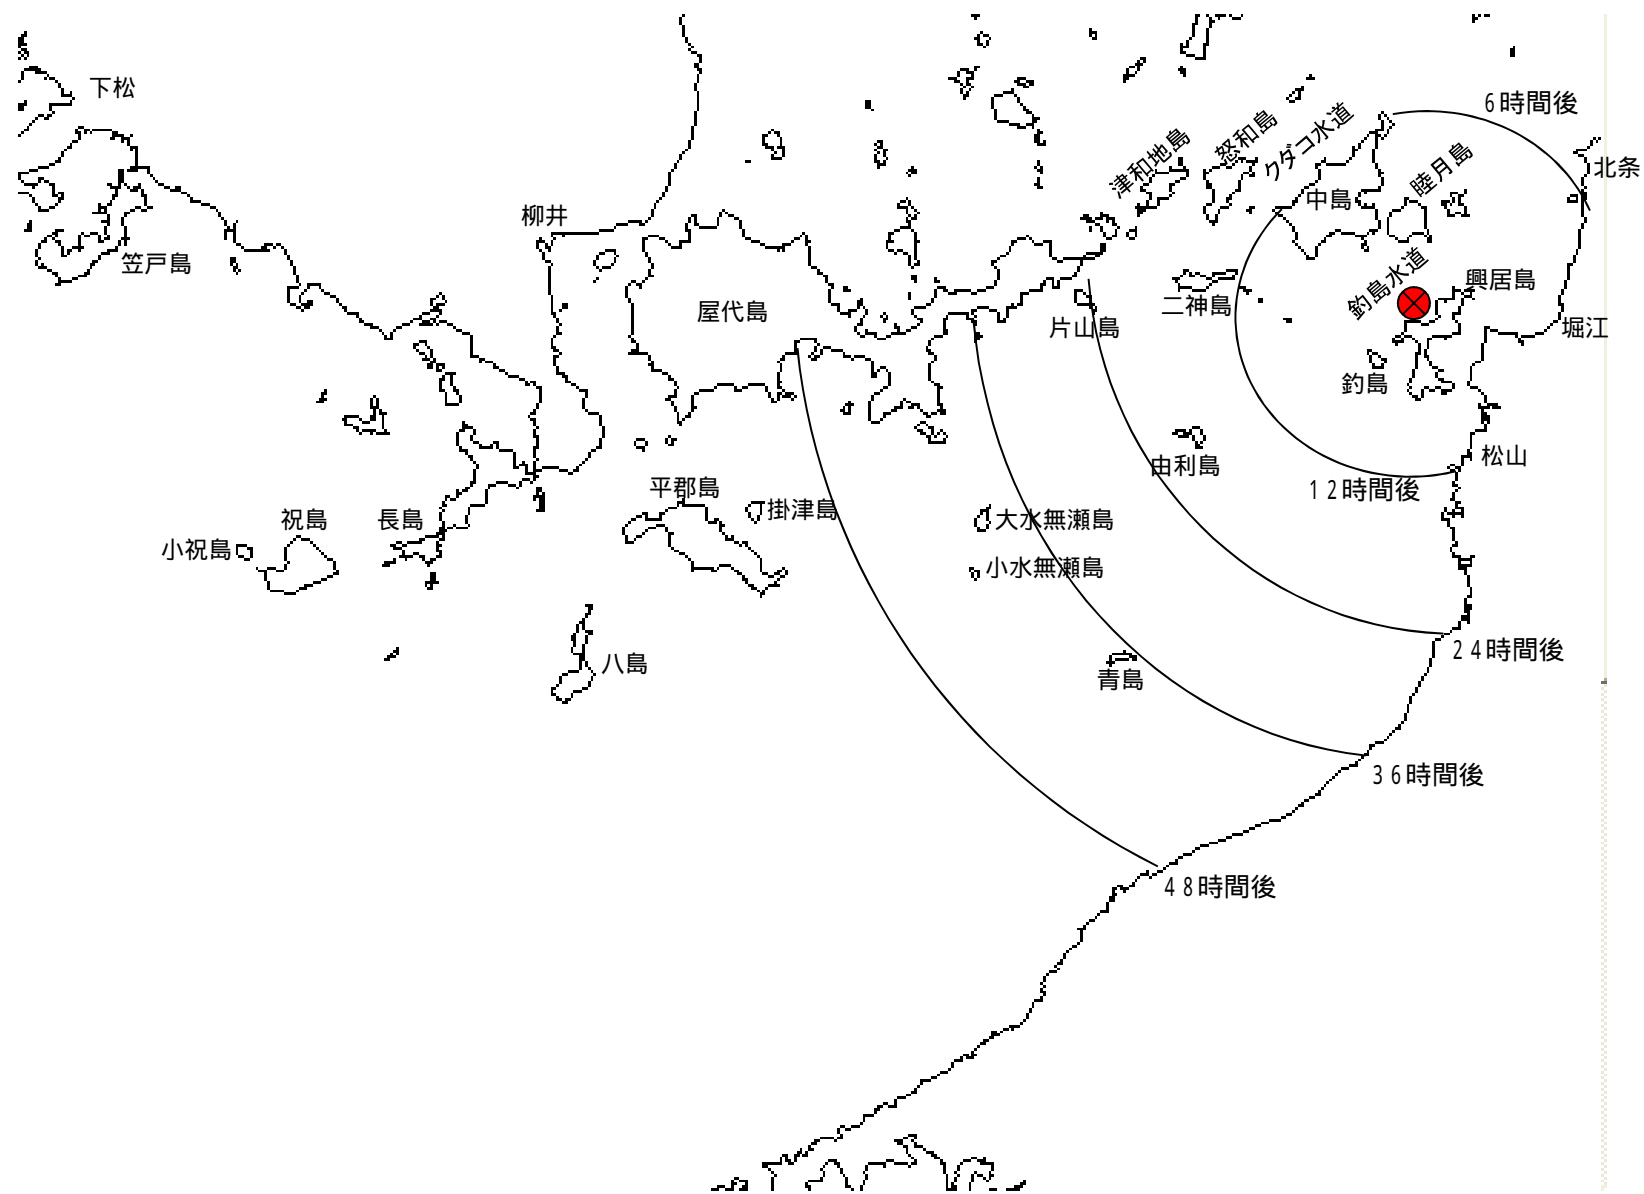 下松
6時間後
北条
クダコ水道
怒和島
津和地島
睦月島
中島
柳井
笠戸島
釣島水道
興居島
二神島
屋代島
片山島
堀江
釣島
松山
由利島
12時間後
平郡島
掛津島
大水無瀬島
祝島
長島
小祝島
小水無瀬島
24時間後
八島
青島
36時間後
48時間後